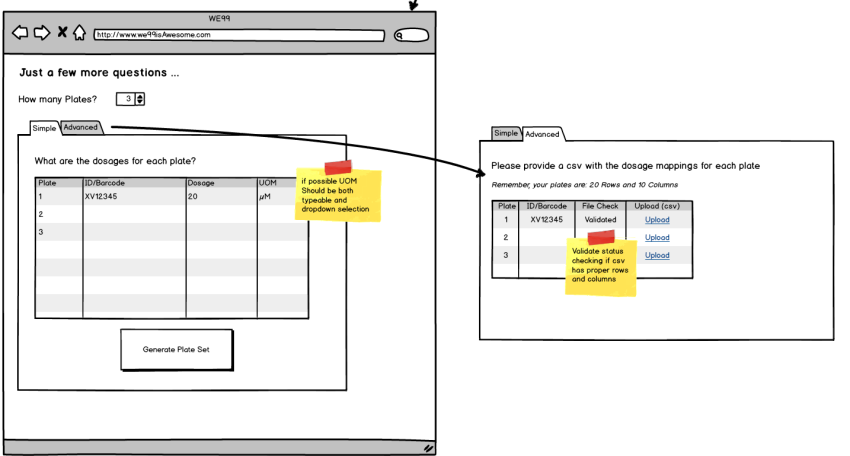 WE99
http://www.we99isAwesome.com
Just a few more questions ...
How many Plates? 3
Simple Advanced
What are the dosages for each plate?
Plate ID/Barcode Dosage UOM
1 XV12345 20 µM
2
3
if possible UOM
Should be both
typeable and
dropdown selection
Generate Plate Set
Simple Advanced
Please provide a csv with the dosage mappings for each plate
Remember, your plates are: 20 Rows and 10 Columns
Plate ID/Barcode File Check Upload (csv)
1 XV12345 Validated Upload
2 Upload
3 Upload
Validate status
checking if csv
has proper rows
and columns